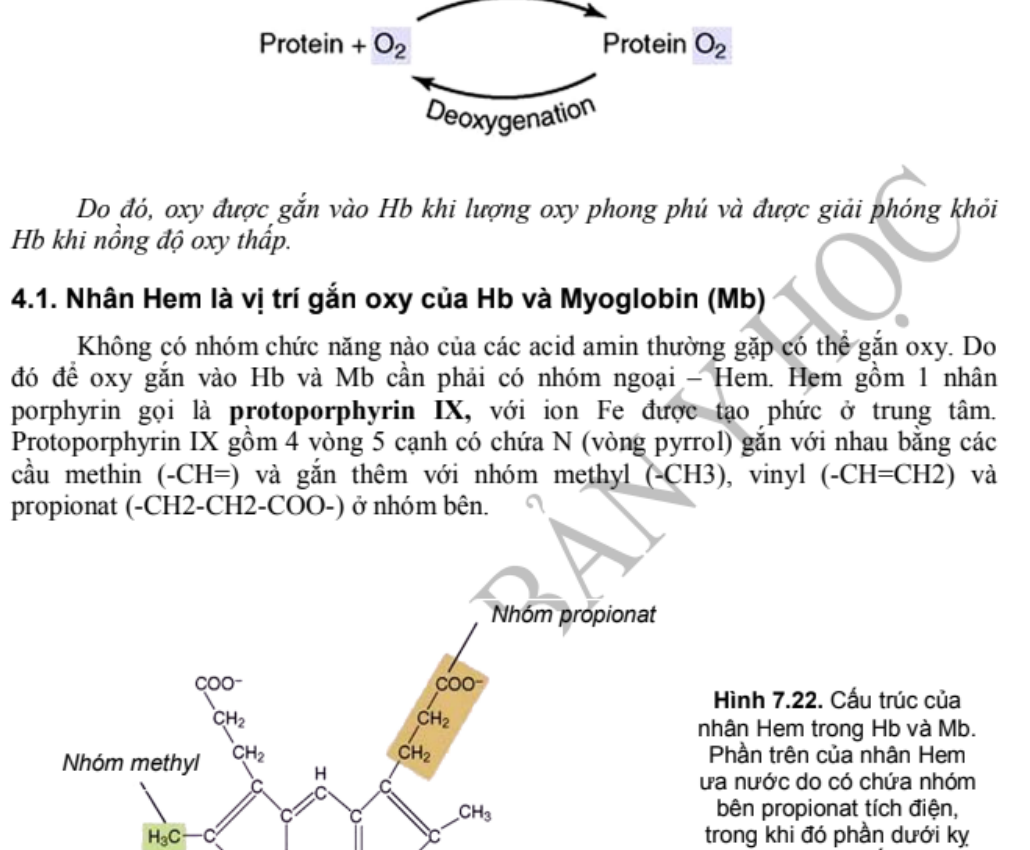 Protein + O2
Protein O2
Deoxygenation
Do đó, oxy được gắn vào Hb khi lượng oxy phong phú và được giải phóng khỏi
Hb khi nồng độ oxy thấp.
4.1. Nhân Hem là vị trí gắn oxy của Hb và Myoglobin (Mb)
Không có nhóm chức năng nào của các acid amin thường gặp có thể gắn oxy. Do
đó để oxy gắn vào Hb và Mb cần phải có nhóm ngoại – Hem. Hem gồm 1 nhân
porphyrin gọi là protoporphyrin IX, với ion Fe được tạo phức ở trung tâm.
Protoporphyrin IX gồm 4 vòng 5 cạnh có chứa N (vòng pyrrol) gắn với nhau bằng các
cầu methin (-CH=) và gắn thêm với nhóm methyl (-CH3), vinyl (-CH=CH2) và
propionat (-CH2-CH2-COO-) ở nhóm bên.
BẢN Y HỌC
Nhóm propionat
COO-
COO-
CH2
CH2
CH2
CH2
Nhóm methyl
H
C
C
C
C
C
CH3
H3C
C
C
Hình 7.22. Cấu trúc của
nhân Hem trong Hb và Mb.
Phần trên của nhân Hem
ưa nước do có chứa nhóm
bên propionat tích điện,
trong khi đó phần dưới kỵ